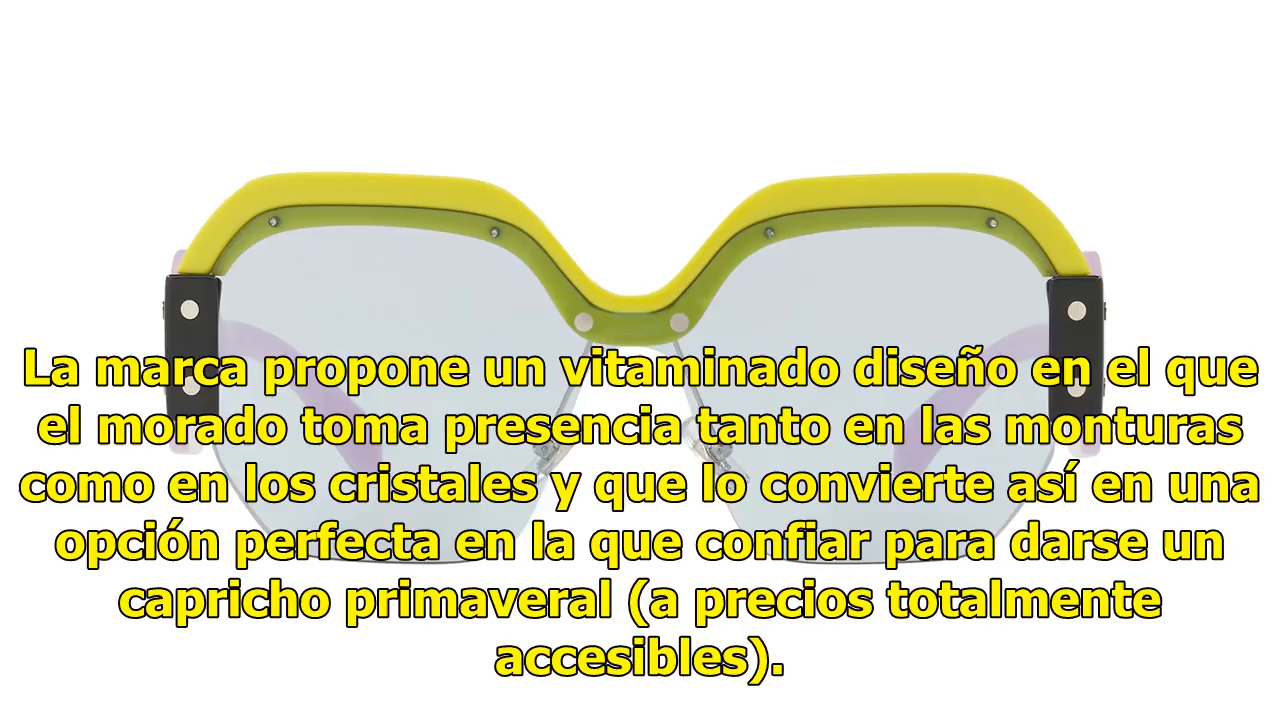 La marca propone un vitaminado diseño en el que
el morado toma presencia tanto en las monturas
como en los cristales y que lo convierte así en una
opción perfecta en la que confiar para darse un
capricho primaveral (a precios totalmente
accesibles).